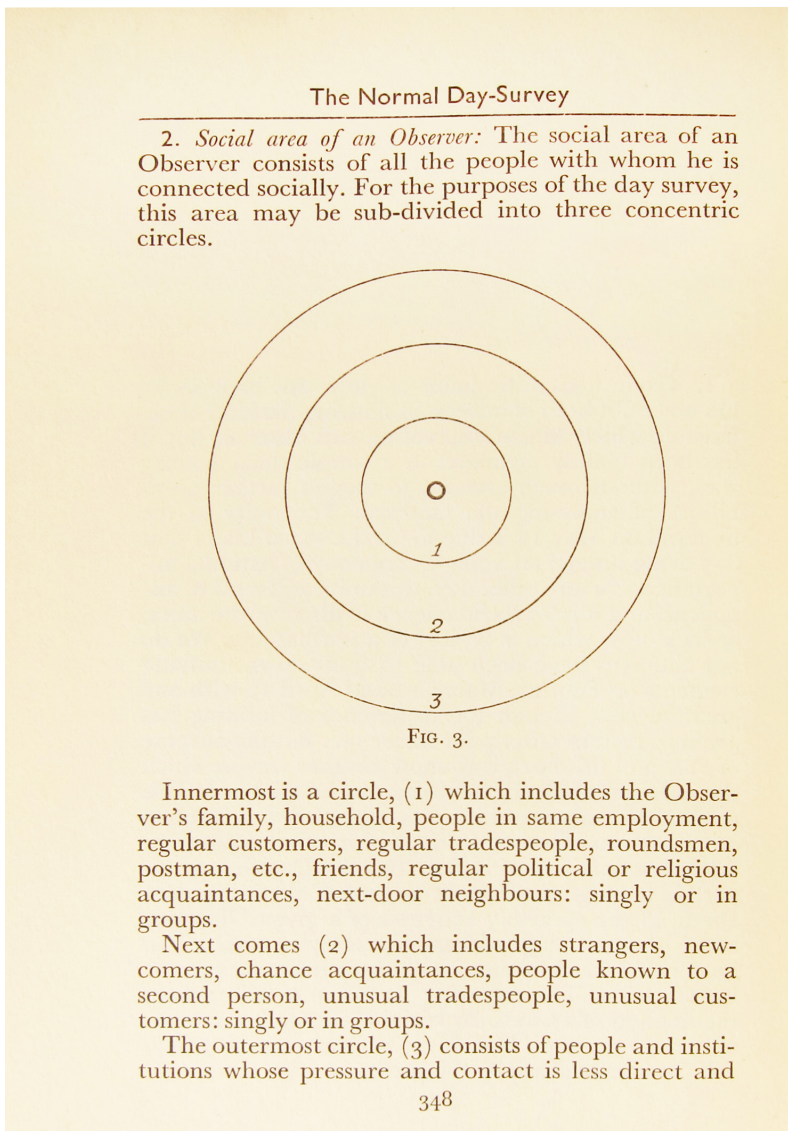 The Normal Day-Survey
2. Social area of an Observer: The social area of an
Observer consists of all the people with whom he is
connected socially. For the purposes of the day survey,
this area may be sub-divided into three concentric
circles.
O
1
2
3
FIG. 3.
Innermost is a circle, (1) which includes the Obser-
ver's family, household, people in same employment,
regular customers, regular tradespeople, roundsmen,
postman, etc., friends, regular political or religious
acquaintances, next-door neighbours: singly or in
groups.
Next comes (2) which includes strangers, new-
comers, chance acquaintances, people known to a
second person, unusual tradespeople, unusual cus-
tomers: singly or in groups.
The outermost circle, (3) consists of people and insti-
tutions whose pressure and contact is less direct and
348